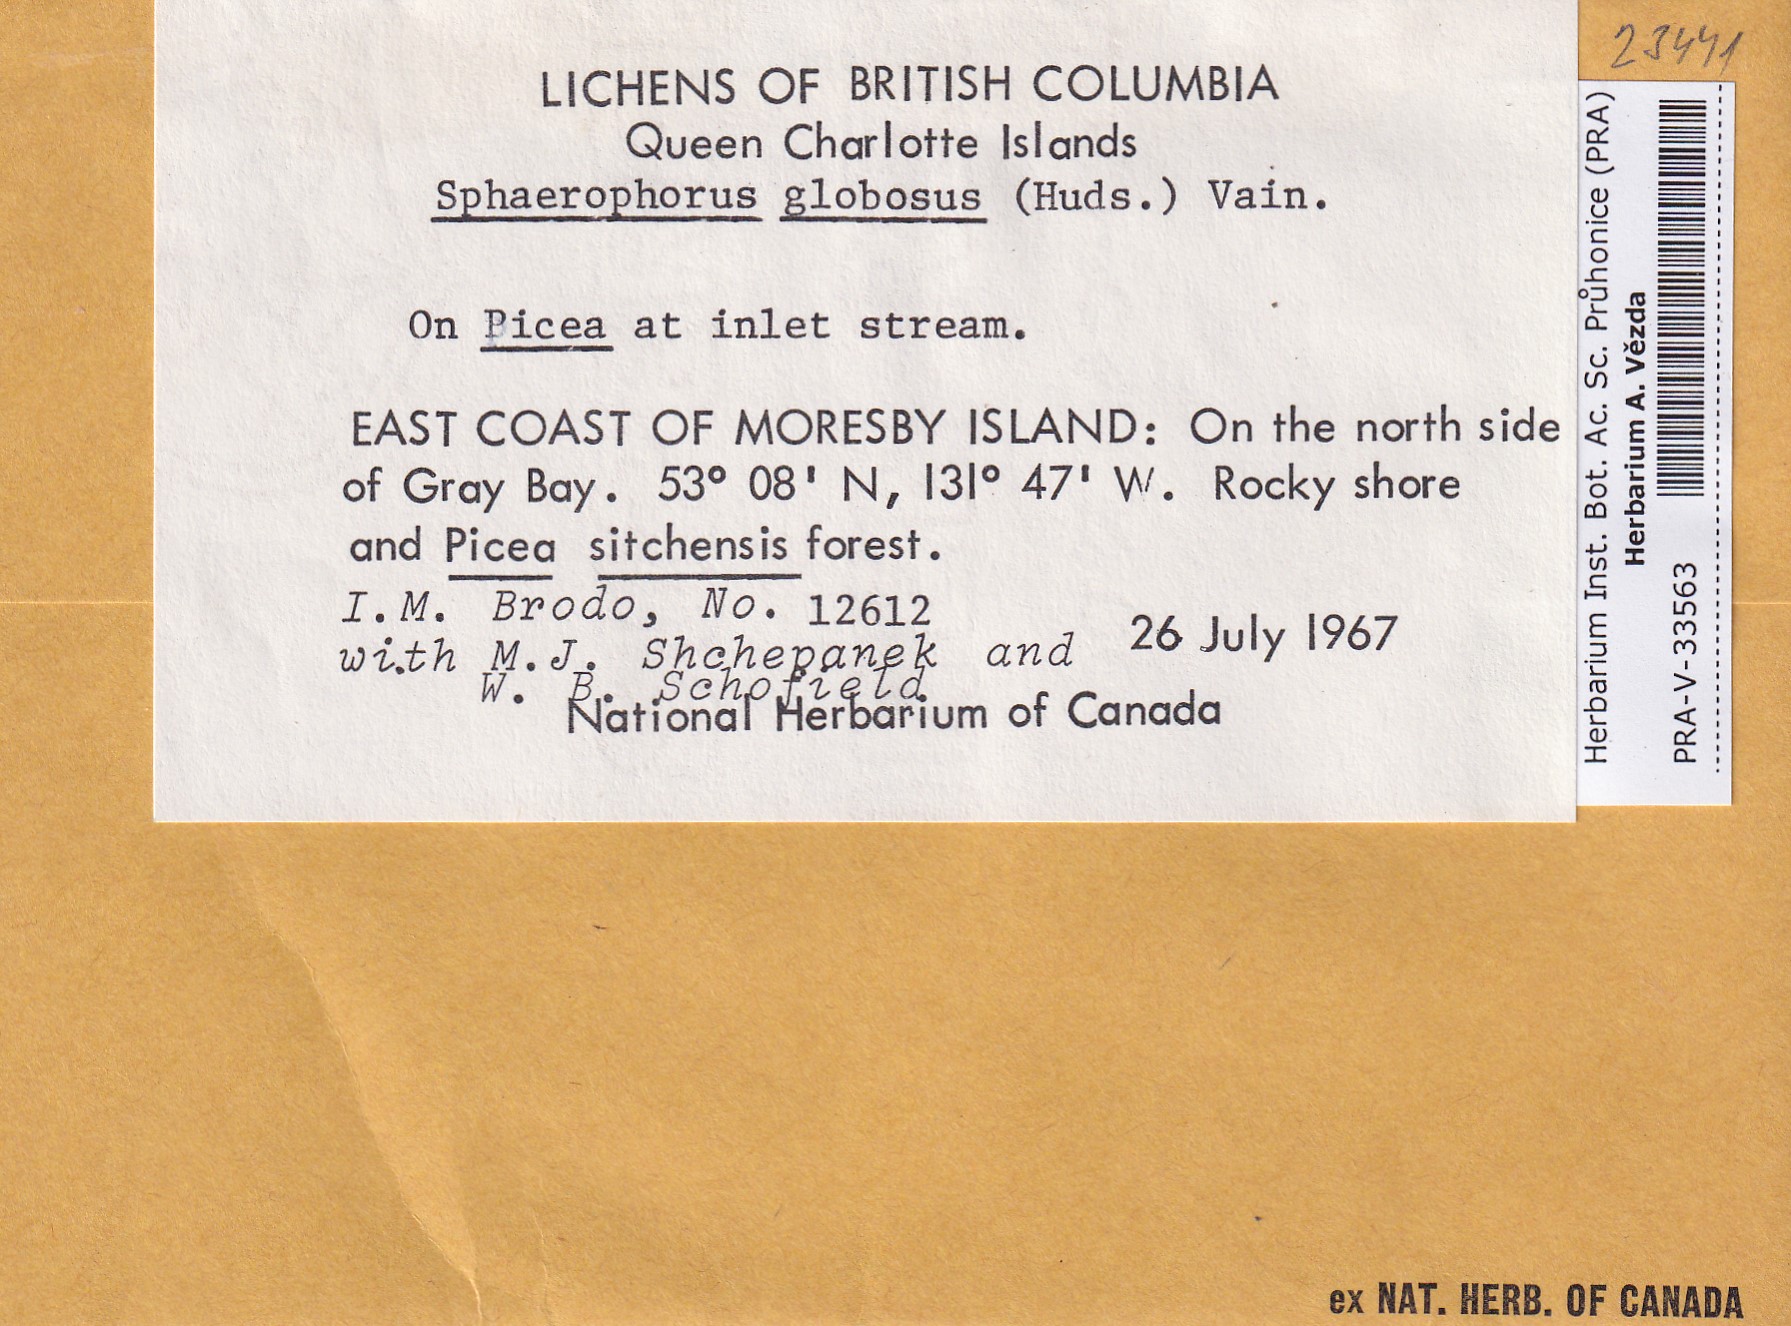 LICHENS OF BRITISH COLUMBIA
Queen Charlotte Islands
Sphaerophorus globosus (Huds.) Vain.
On Picea at inlet stream.
EAST COAST OF MORESBY ISLAND: On the north side
of Gray Bay. 53° 08' N, 131° 47' W. Rocky shore
and Picea sitchensis forest.
I.M. Brodo, No. 12612
with M.J. Shchepanek and
W. B. Schofield
26 July 1967
National Herbarium of Canada
23441
Herbarium Inst. Bot. Ac. Sc. Průhonice (PRA)
Herbarium A. Vězda
PRA-V-33563
ex NAT. HERB. OF CANADA